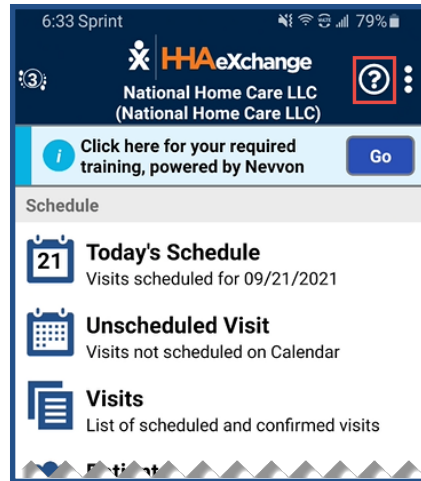 6:33 Sprint 79%
HHAeXchange
3
National Home Care LLC
(National Home Care LLC)
?
i
Click here for your required
training, powered by Nevvon
Go
Schedule
21
Today's Schedule
Visits scheduled for 09/21/2021
Unscheduled Visit
Visits not scheduled on Calendar
Visits
List of scheduled and confirmed visits